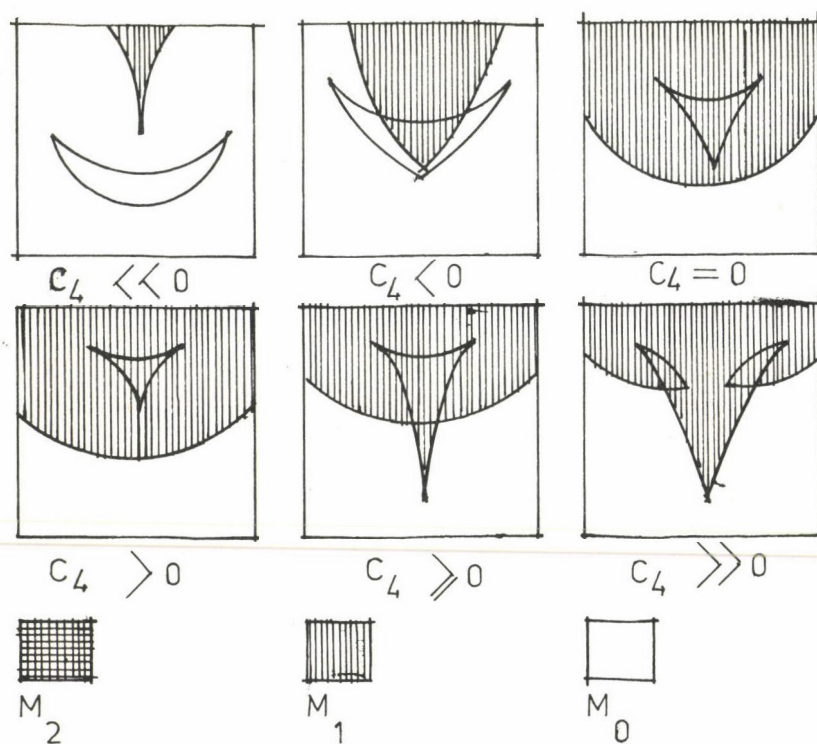 C₄ << 0 C₄ < 0 C₄ = 0
C₄ > 0 C₄ ⩾ 0 C₄ >> 0
M₂ M₁ M₀